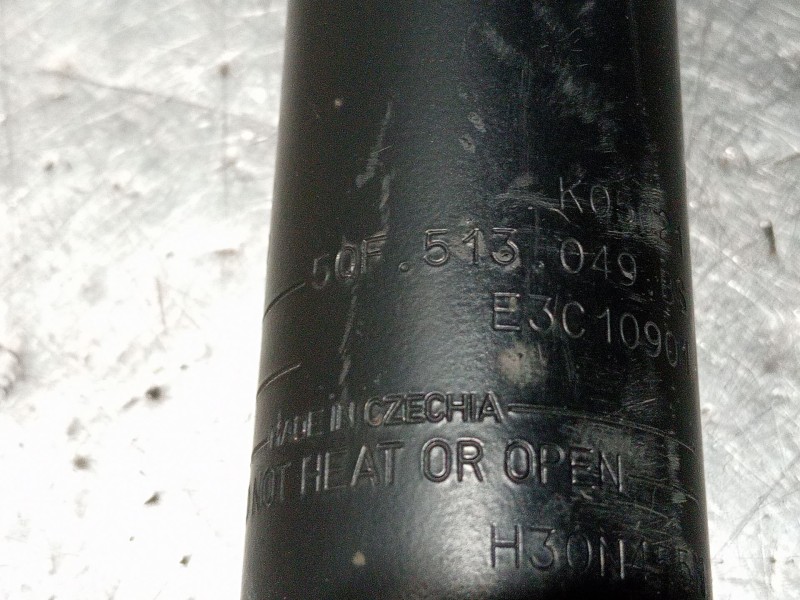 5QF.513.049
E3C10901
MADE IN CZECHIA
NOT HEAT OR OPEN